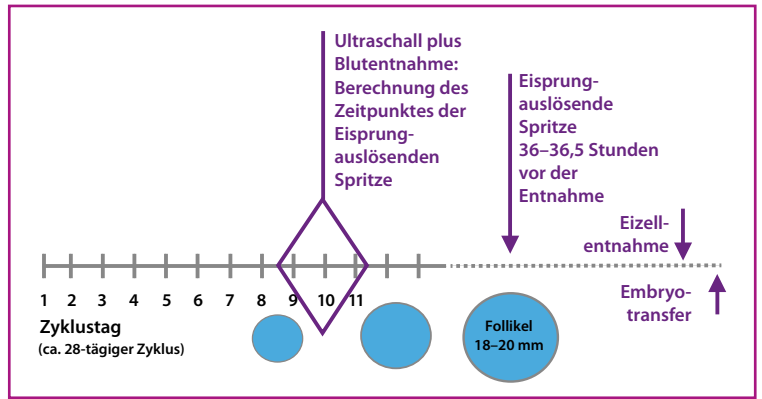 Ultraschall plus
Blutentnahme:
Berechnung des
Zeitpunktes der
Eisprung-
auslösenden
Spritze
Eisprung-
auslösende
Spritze
36–36,5 Stunden
vor der
Entnahme
Eizell-
entnahme
1 2 3 4 5 6 7 8 9 10 11
Embryo-
transfer
Zyklustag
(ca. 28-tägiger Zyklus)
Follikel
18–20 mm